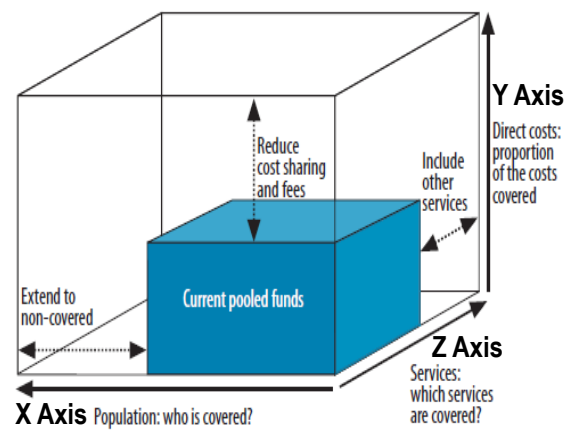 Y Axis
Direct costs:
proportion
of the costs
covered
Reduce
cost sharing
and fees
Include
other
services
Extend to
non-covered
Current pooled funds
Z Axis
Services:
which services
are covered?
X Axis Population: who is covered?